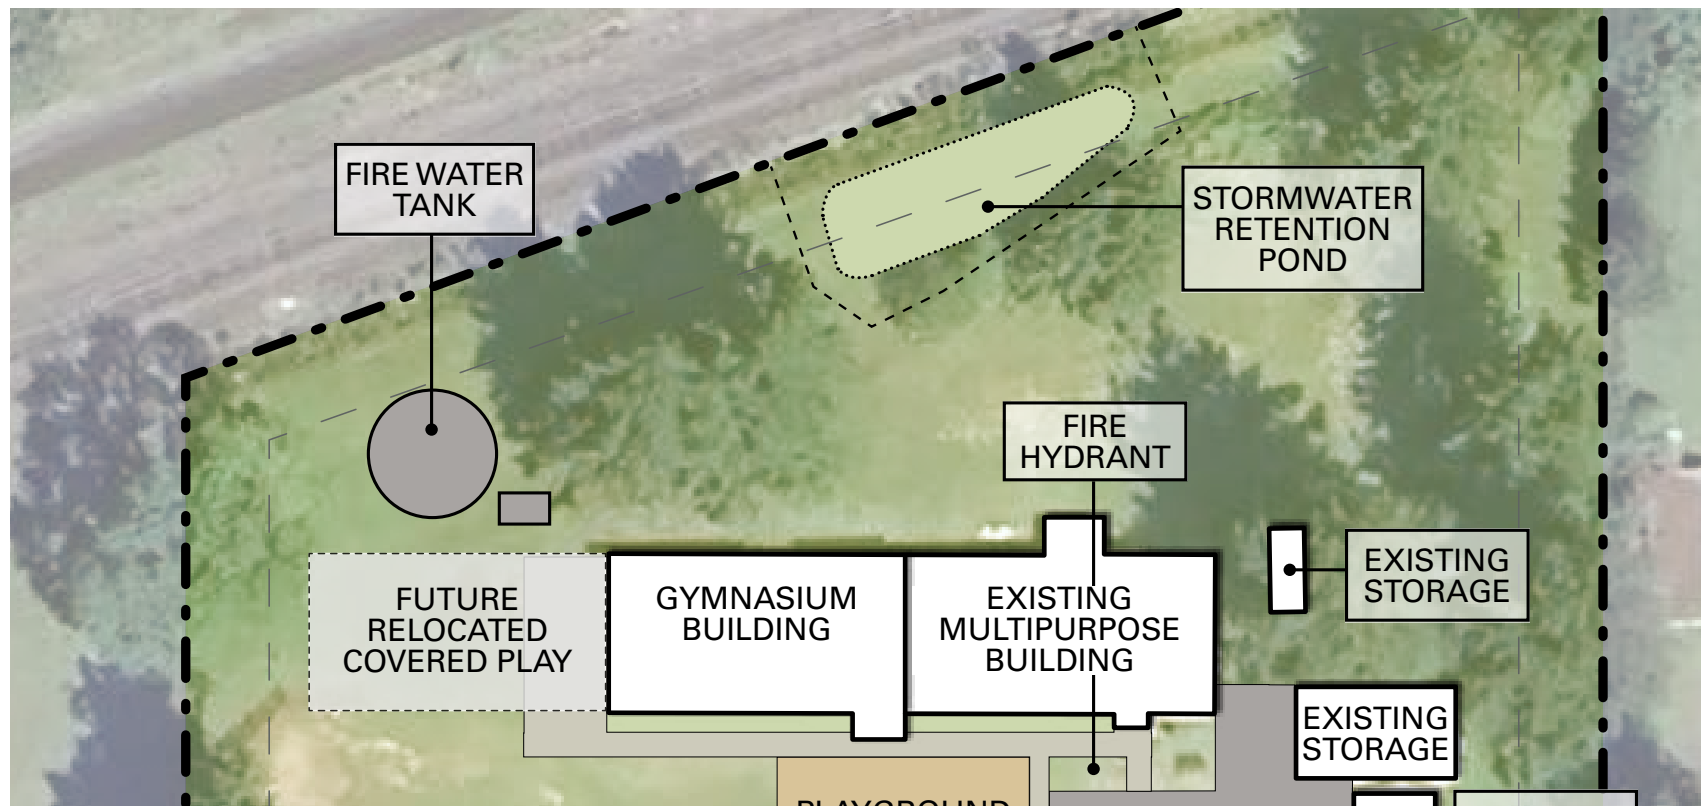 FIRE WATER
TANK
STORMWATER
RETENTION
POND
FIRE
HYDRANT
EXISTING
STORAGE
FUTURE
RELOCATED
COVERED PLAY
GYMNASIUM
BUILDING
EXISTING
MULTIPURPOSE
BUILDING
EXISTING
STORAGE
PLAYGROUND